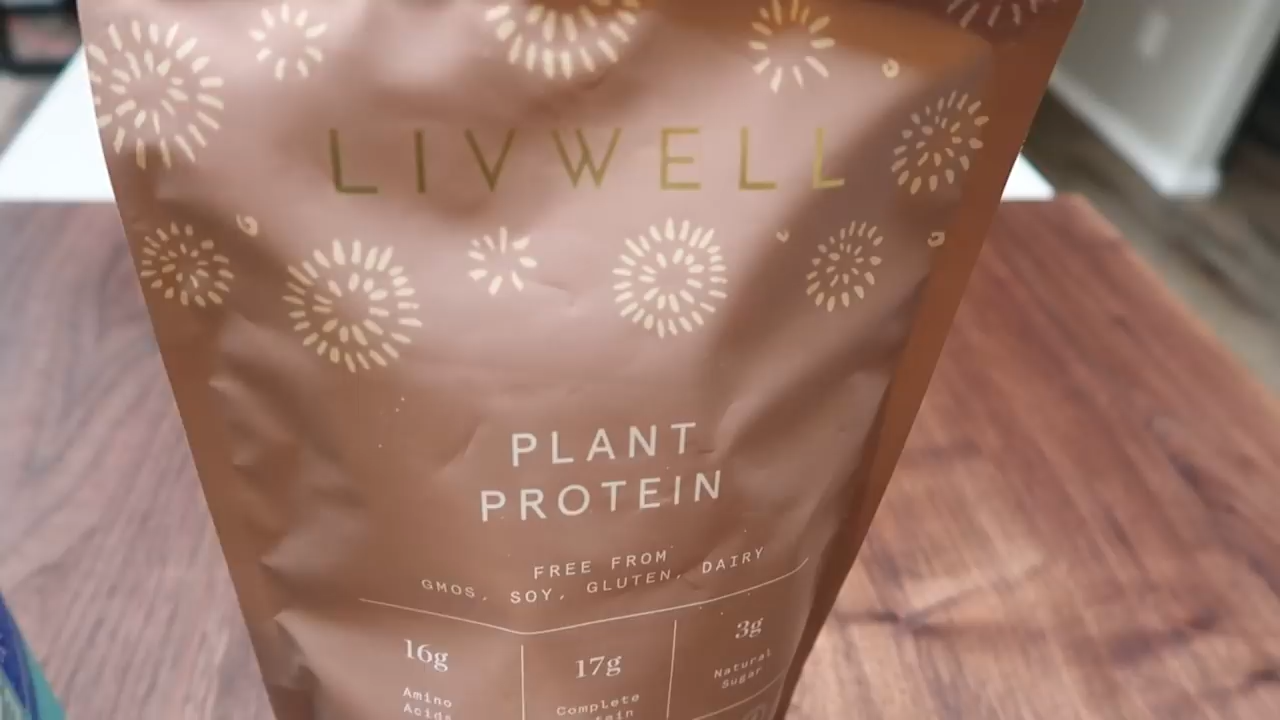 LIVWELL
PLANT
PROTEIN
FREE FROM
GMOS, SOY, GLUTEN, DAIRY
16g
Amino
Acids
17g
Complete
3g
Natural
Sugar